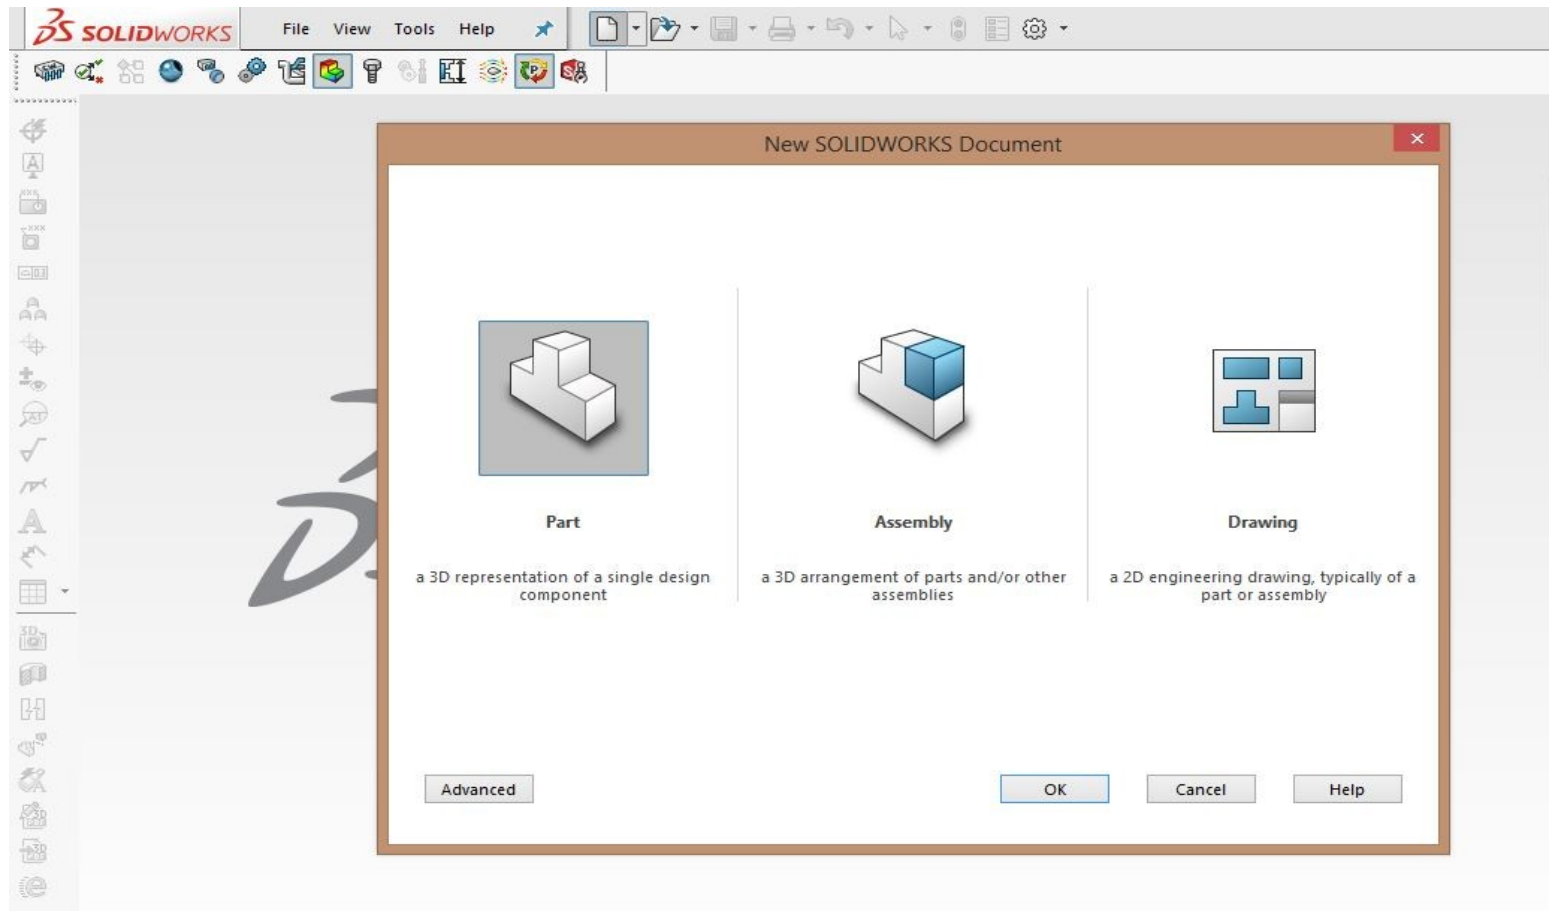 SOLIDWORKS File View Tools Help
New SOLIDWORKS Document
Part
Assembly
Drawing
a 3D representation of a single design
component
a 3D arrangement of parts and/or other
assemblies
a 2D engineering drawing, typically of a
part or assembly
Advanced
OK
Cancel
Help